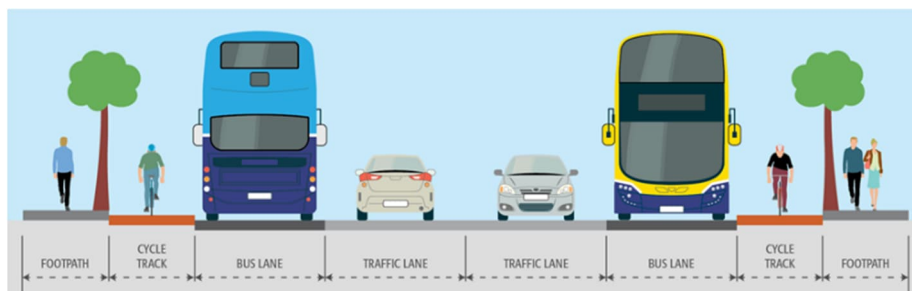 FOOTPATH
CYCLE
TRACK
BUS LANE
TRAFFIC LANE
TRAFFIC LANE
BUS LANE
CYCLE
TRACK
FOOTPATH